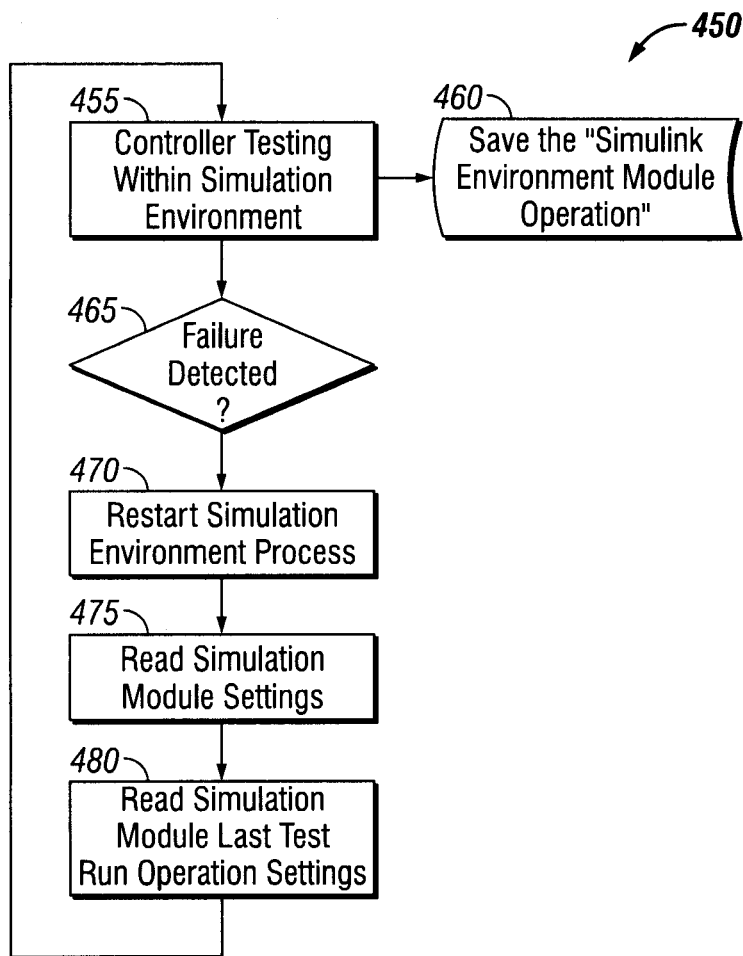 450
455
Controller Testing
Within Simulation
Environment
460
Save the "Simulink
Environment Module
Operation"
465
Failure
Detected
?
470
Restart Simulation
Environment Process
475
Read Simulation
Module Settings
480
Read Simulation
Module Last Test
Run Operation Settings